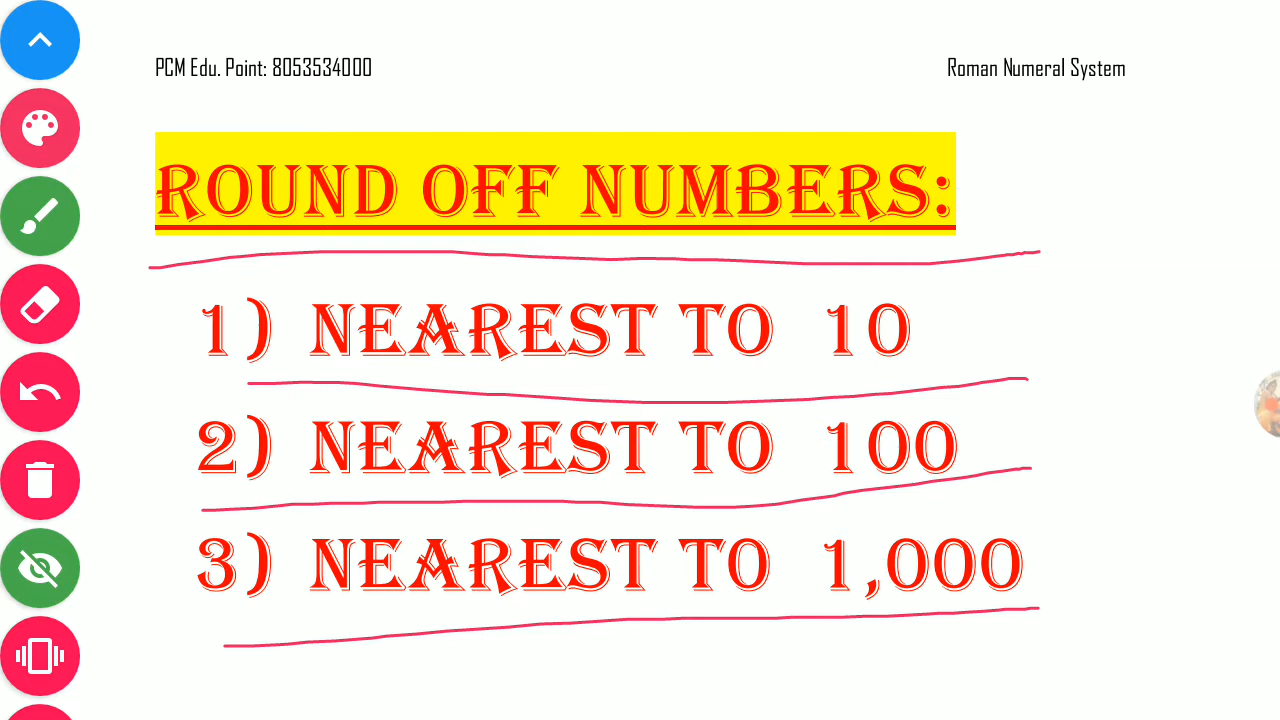 PCM Edu. Point: 8053534000 Roman Numeral System
ROUND OFF NUMBERS:
1) NEAREST TO 10
2) NEAREST TO 100
3) NEAREST TO 1,000